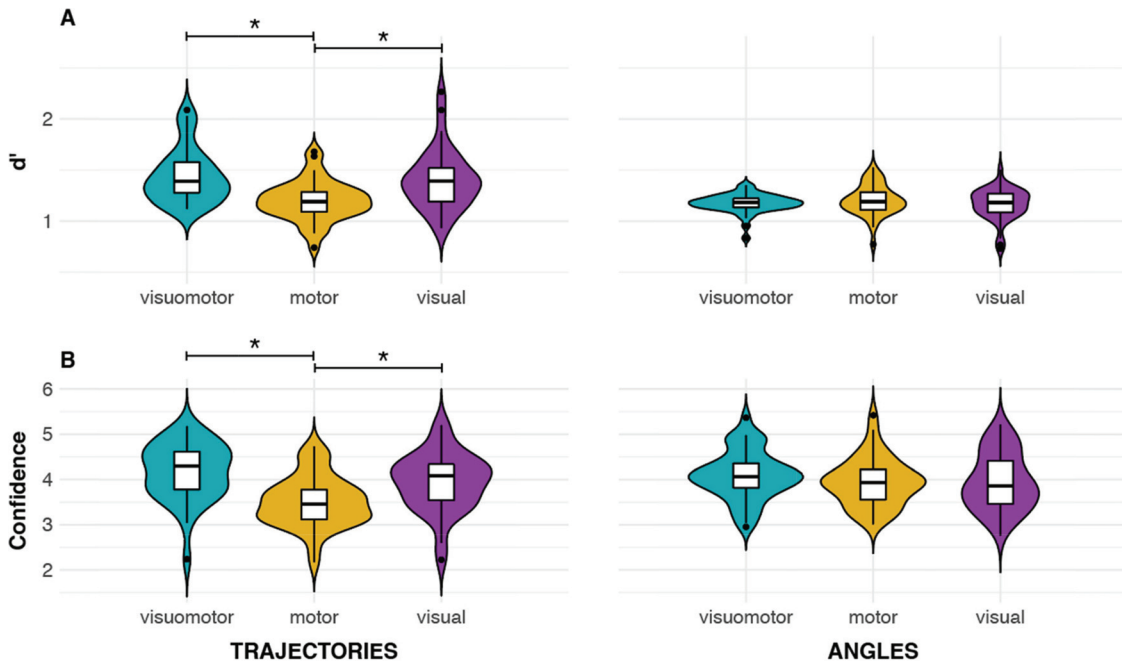 A
* *
d'
2
1
visuomotor motor visual
visuomotor motor visual
B
* *
Confidence
6
5
4
3
2
visuomotor motor visual
visuomotor motor visual
TRAJECTORIES ANGLES